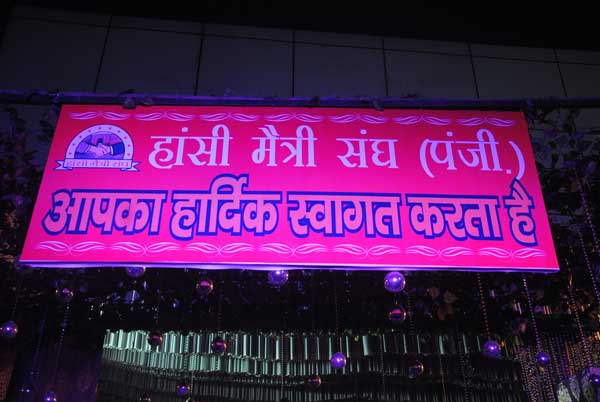 हांसी मैत्री संघ
हांसी मैत्री संघ (पंजी.)
आपका हार्दिक स्वागत करता है